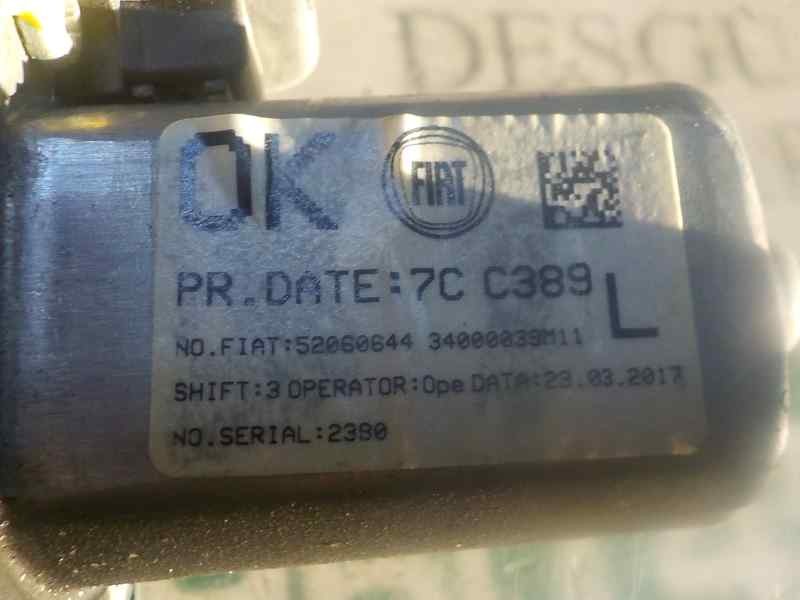 DESGU
OK FIAT
PR.DATE:7C C389
L
NO.FIAT:52060644 34000039M11
SHIFT:3 OPERATOR:Ope DATA:23.03.2017
NO.SERIAL:2380